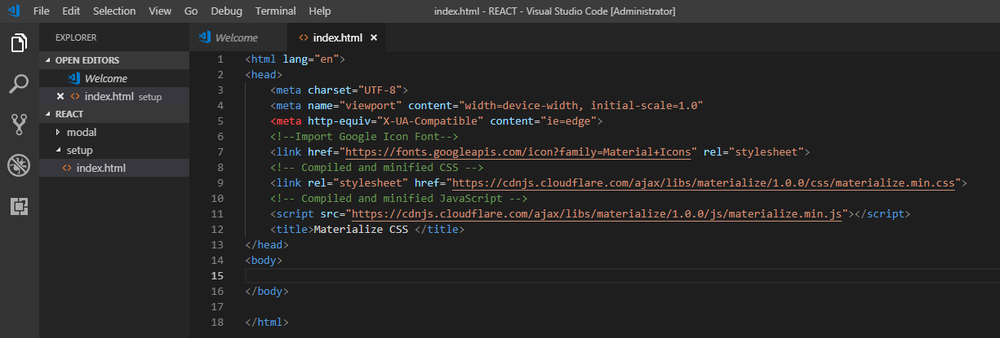 File Edit Selection View Go Debug Terminal Help index.html - REACT - Visual Studio Code [Administrator]
EXPLORER
OPEN EDITORS
Welcome
index.html setup
REACT
modal
setup
index.html
Welcome index.html
1 <html lang="en">
2 <head>
3 <meta charset="UTF-8">
4 <meta name="viewport" content="width=device-width, initial-scale=1.0"
5 <meta http-equiv="X-UA-Compatible" content="ie=edge">
6 <!--Import Google Icon Font-->
7 <link href="https://fonts.googleapis.com/icon?family=Material+Icons" rel="stylesheet">
8 <!-- Compiled and minified CSS -->
9 <link rel="stylesheet" href="https://cdnjs.cloudflare.com/ajax/libs/materialize/1.0.0/css/materialize.min.css">
10 <!-- Compiled and minified JavaScript -->
11 <script src="https://cdnjs.cloudflare.com/ajax/libs/materialize/1.0.0/js/materialize.min.js"></script>
12 <title>Materialize CSS </title>
13 </head>
14 <body>
15
16 </body>
17
18 </html>